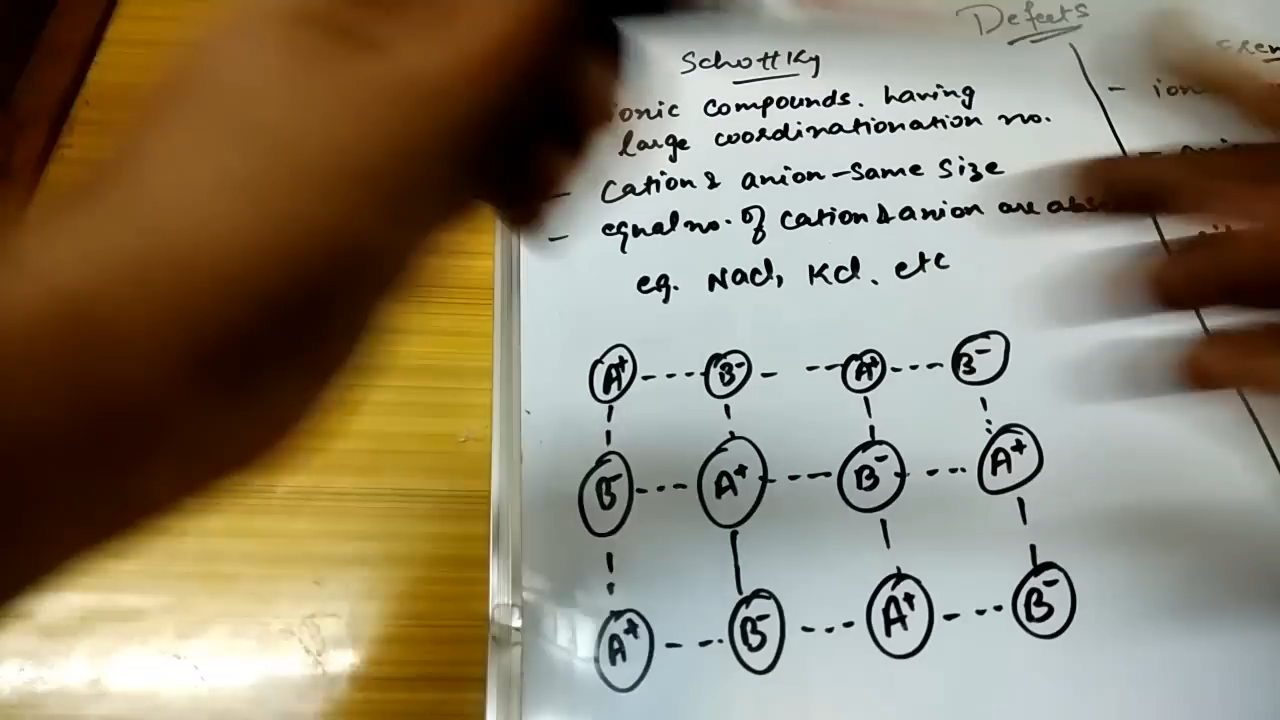 Defects
Schottky
ionic compounds. having
large coordinationation no.
- Cation & anion - Same Size
- equal no. of cation & anion are
eg. Nacl, Kcl. etc
A+ --- B- - -- A+ --- B-
B- --- A+ --- B- --- A+
A+ --- B- --- A+ --- B-